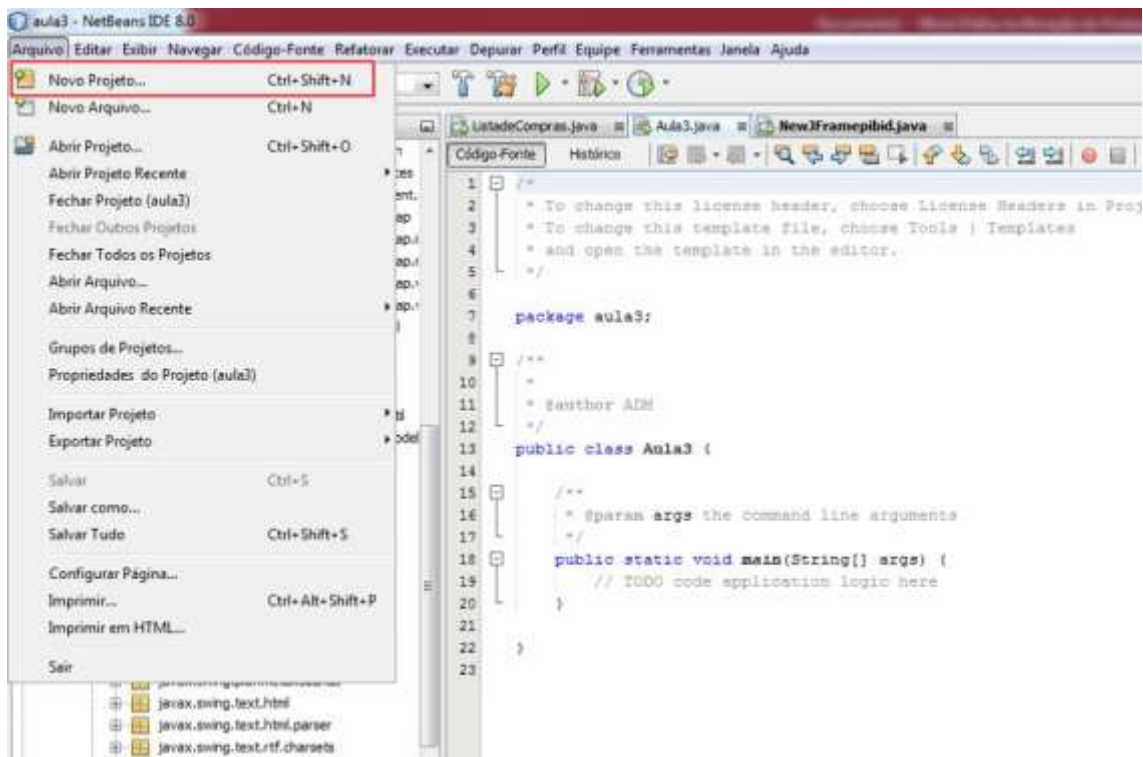 aula3 - NetBeans IDE 8.0
Arquivo Editar Exibir Navegar Código-Fonte Refatorar Executar Depurar Perfil Equipe Ferramentas Janela Ajuda
Novo Projeto... Ctrl+Shift+N
Novo Arquivo... Ctrl+N
Abrir Projeto... Ctrl+Shift+O
Abrir Projeto Recente
Fechar Projeto (aula3)
Fechar Outros Projetos
Fechar Todos os Projetos
Abrir Arquivo...
Abrir Arquivo Recente
Grupos de Projetos...
Propriedades do Projeto (aula3)
Importar Projeto
Exportar Projeto
Salvar Ctrl+S
Salvar como...
Salvar Tudo Ctrl+Shift+S
Configurar Página...
Imprimir... Ctrl+Alt+Shift+P
Imprimir em HTML...
Sair
javax.swing.text.html
javax.swing.text.html.parser
javax.swing.text.rtf.charsets
ListadeCompras.java Aula3.java NewJFramepibid.java
Código-Fonte Histórico
1 /*
2 * To change this license header, choose License Headers in Proj
3 * To change this template file, choose Tools | Templates
4 * and open the template in the editor.
5 */
6
7 package aula3;
8
9 /**
10 *
11 * @author ADM
12 */
13 public class Aula3 {
14
15 /**
16 * @param args the command line arguments
17 */
18 public static void main(String[] args) {
19 // TODO code application logic here
20 }
21
22 }
23